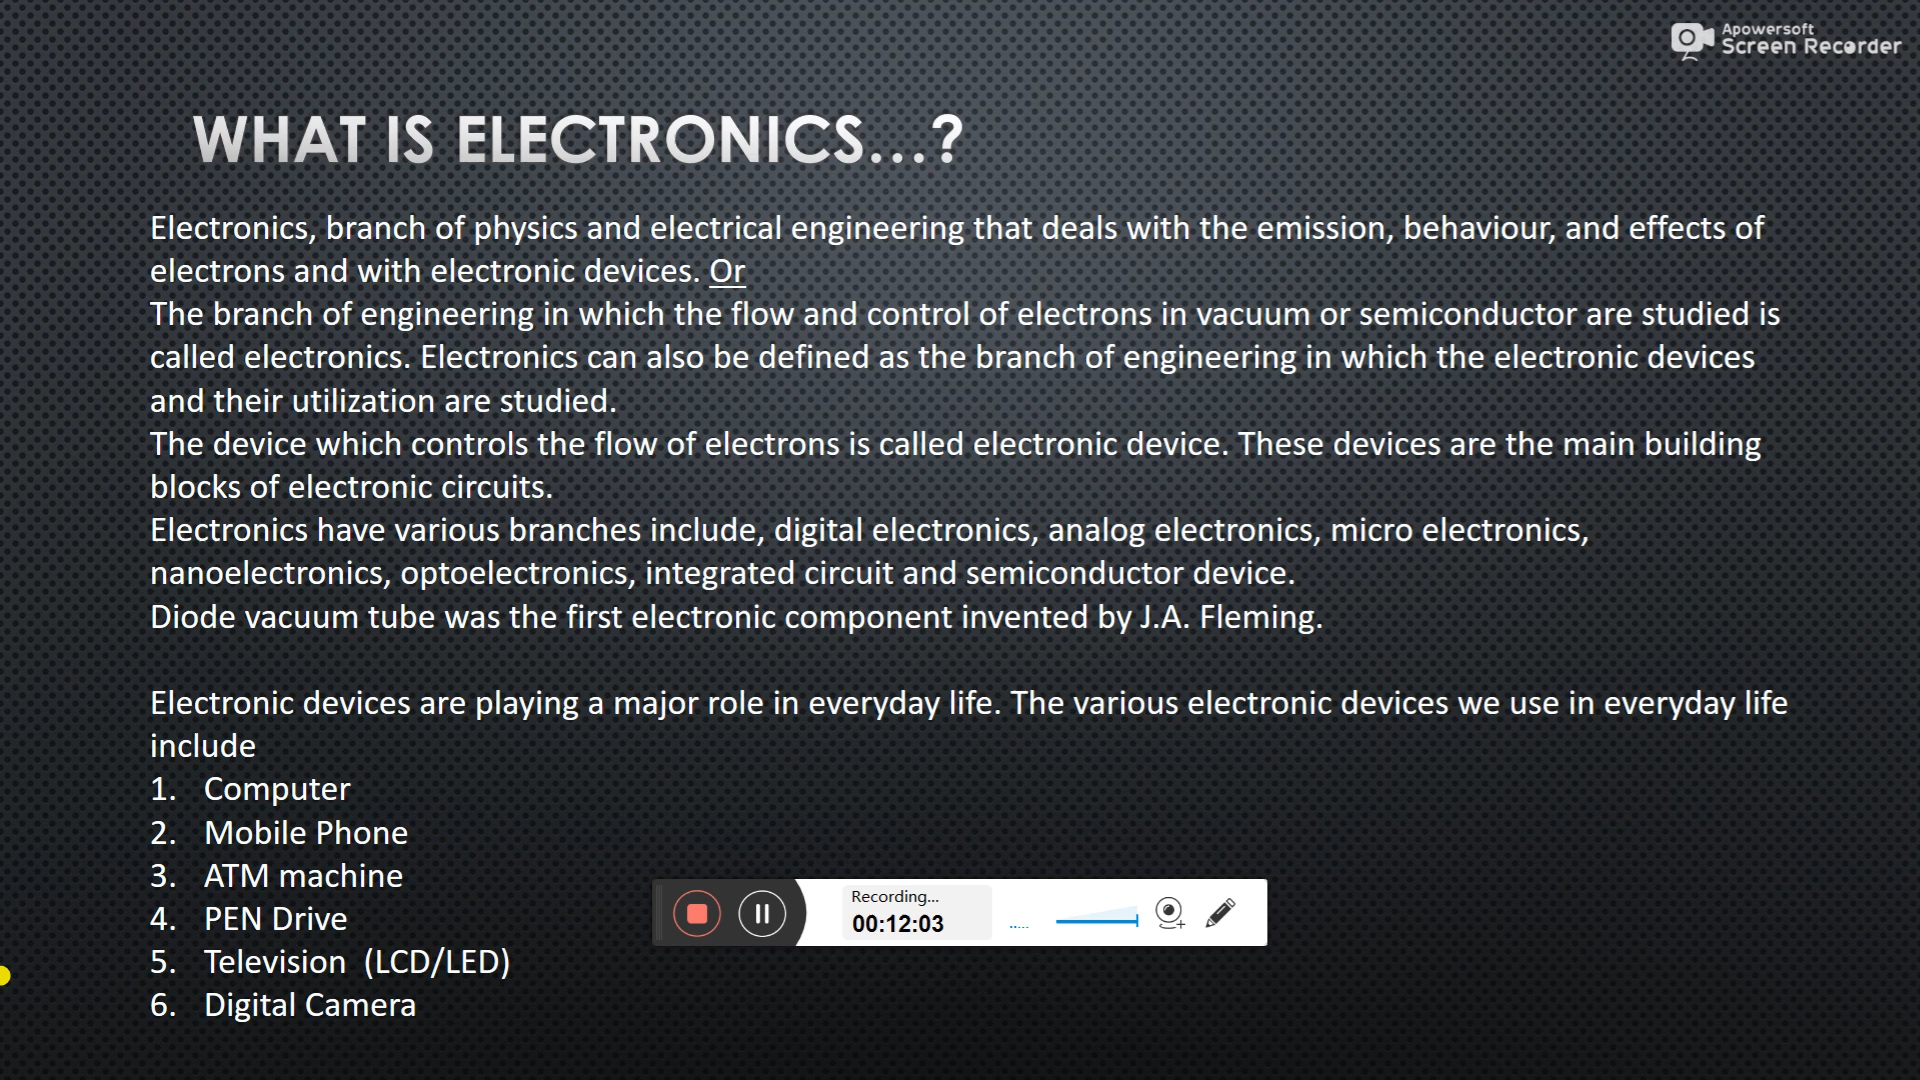 Apowersoft
Screen Recorder
WHAT IS ELECTRONICS...?
Electronics, branch of physics and electrical engineering that deals with the emission, behaviour, and effects of
electrons and with electronic devices. Or
The branch of engineering in which the flow and control of electrons in vacuum or semiconductor are studied is
called electronics. Electronics can also be defined as the branch of engineering in which the electronic devices
and their utilization are studied.
The device which controls the flow of electrons is called electronic device. These devices are the main building
blocks of electronic circuits.
Electronics have various branches include, digital electronics, analog electronics, micro electronics,
nanoelectronics, optoelectronics, integrated circuit and semiconductor device.
Diode vacuum tube was the first electronic component invented by J.A. Fleming.
Electronic devices are playing a major role in everyday life. The various electronic devices we use in everyday life
include
1. Computer
2. Mobile Phone
3. ATM machine
4. PEN Drive
5. Television (LCD/LED)
6. Digital Camera
Recording...
00:12:03